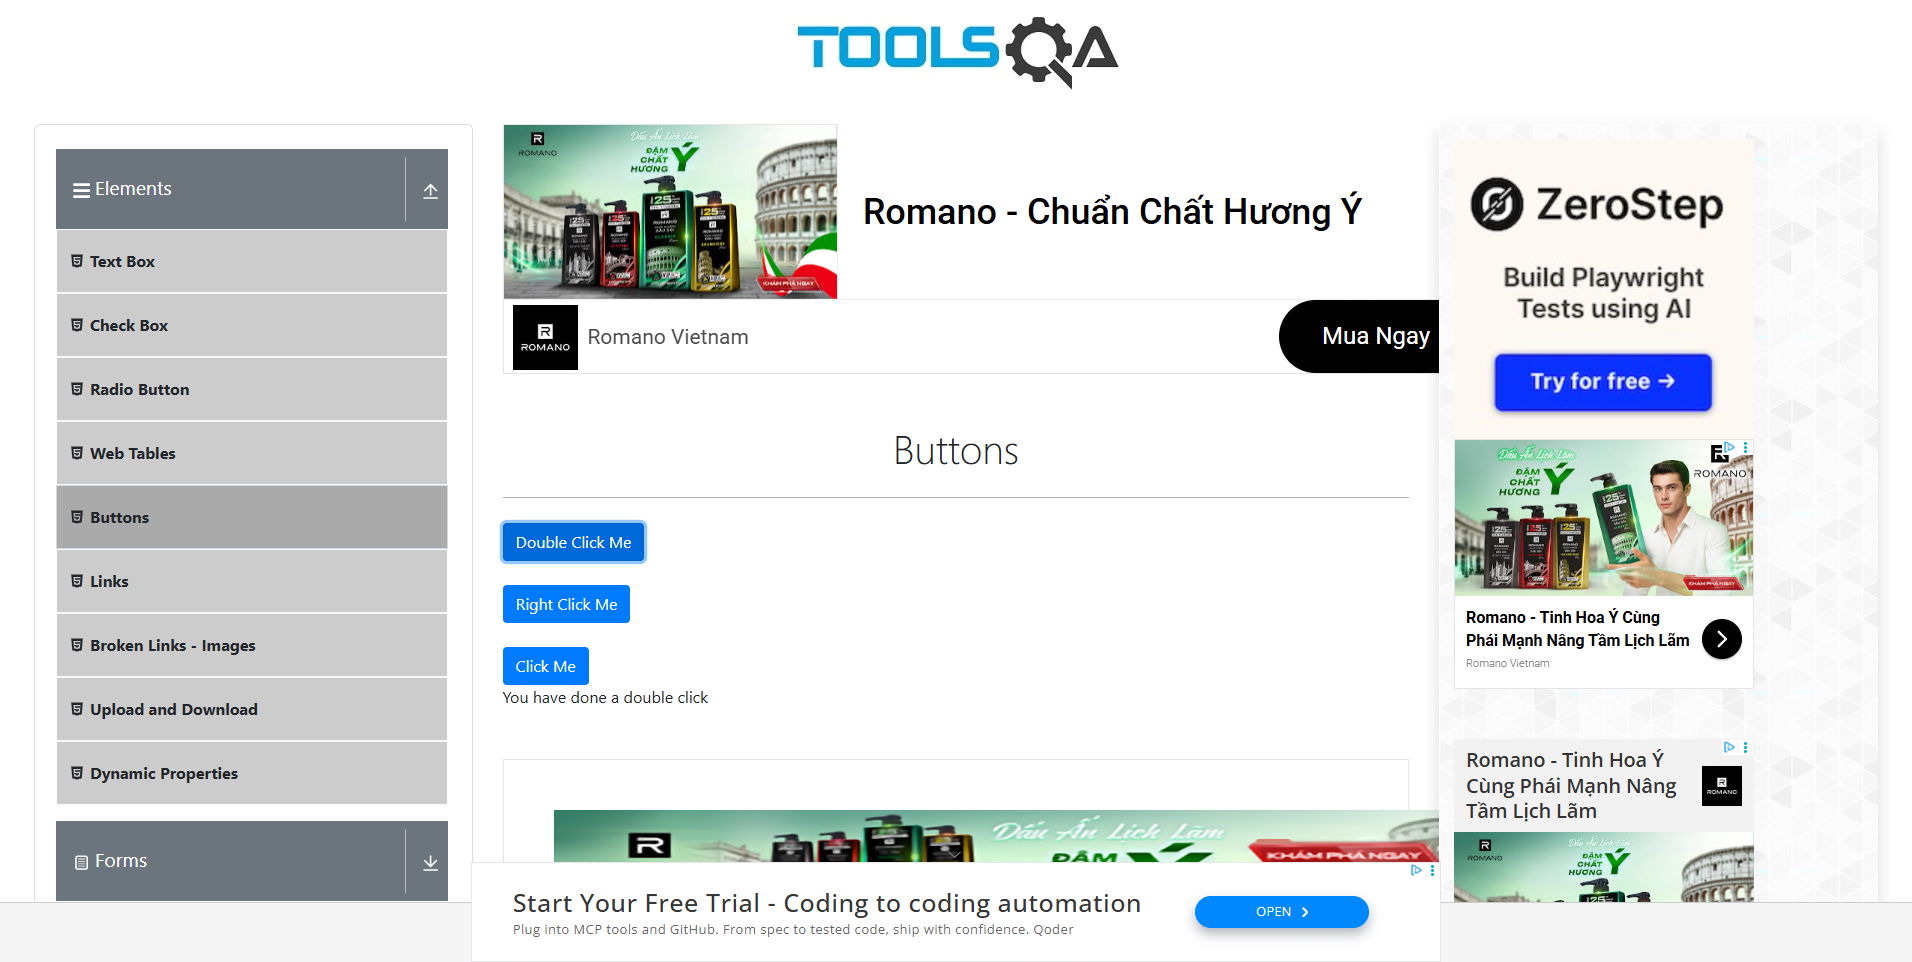 TOOLSQA
Elements
Text Box
Check Box
Radio Button
Web Tables
Buttons
Links
Broken Links - Images
Upload and Download
Dynamic Properties
Forms
ROMANO
Dấu Ấn Lịch Lãm
ĐẬM
CHẤT Ý
HƯƠNG
KHÁM PHÁ NGAY
Romano - Chuẩn Chất Hương Ý
ROMANO
Romano Vietnam
Mua Ngay
Buttons
Double Click Me
Right Click Me
Click Me
You have done a double click
Dấu Ấn Lịch Lãm
ĐẬM Ý
KHÁM PHÁ NGAY
Start Your Free Trial - Coding to coding automation
Plug into MCP tools and GitHub. From spec to tested code, ship with confidence. Qoder
OPEN
ZeroStep
Build Playwright
Tests using AI
Try for free →
Dấu Ấn Lịch Lãm
ĐẬM
CHẤT Ý
HƯƠNG
ROMANO
KHÁM PHÁ NGAY
Romano - Tinh Hoa Ý Cùng
Phái Mạnh Nâng Tầm Lịch Lãm
Romano Vietnam
Romano - Tinh Hoa Ý
Cùng Phái Mạnh Nâng
Tầm Lịch Lãm
ROMANO
ROMANO
Dấu Ấn Lịch Lãm
ĐẬM
CHẤT Ý
HƯƠNG